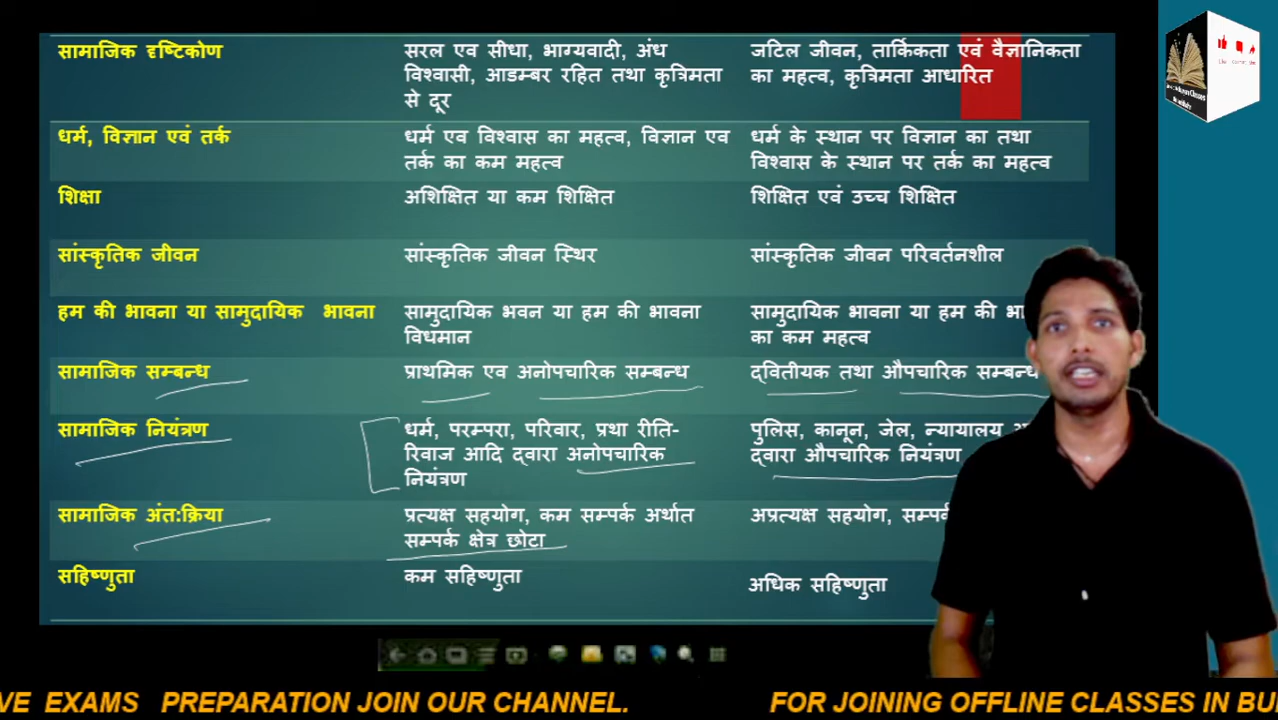 सामाजिक दृष्टिकोण
सरल एव सीधा, भाग्यवादी, अंध
विश्वासी, आडम्बर रहित तथा कृत्रिमता
से दूर
जटिल जीवन, तार्किकता एवं वैज्ञानिकता
का महत्व, कृत्रिमता आधारित
धर्म, विज्ञान एवं तर्क
धर्म एव विश्वास का महत्व, विज्ञान एव
तर्क का कम महत्व
धर्म के स्थान पर विज्ञान का तथा
विश्वास के स्थान पर तर्क का महत्व
शिक्षा
अशिक्षित या कम शिक्षित
शिक्षित एवं उच्च शिक्षित
सांस्कृतिक जीवन
सांस्कृतिक जीवन स्थिर
सांस्कृतिक जीवन परिवर्तनशील
हम की भावना या सामुदायिक भावना
सामुदायिक भवन या हम की भावना
विधमान
सामुदायिक भावना या हम की
का कम महत्व
सामाजिक सम्बन्ध
प्राथमिक एव अनोपचारिक सम्बन्ध
द्वितीयक तथा औपचारिक सम्बन्ध
सामाजिक नियंत्रण
धर्म, परम्परा, परिवार, प्रथा रीति-
रिवाज आदि द्वारा अनोपचारिक
नियंत्रण
पुलिस, कानून, जेल, न्यायालय
द्वारा औपचारिक नियंत्रण
सामाजिक अंत:क्रिया
प्रत्यक्ष सहयोग, कम सम्पर्क अर्थात
सम्पर्क क्षेत्र छोटा
अप्रत्यक्ष सहयोग,
सहिष्णुता
कम सहिष्णुता
अधिक सहिष्णुता
VE EXAMS PREPARATION JOIN OUR CHANNEL.
FOR JOINING OFFLINE CLASSES IN